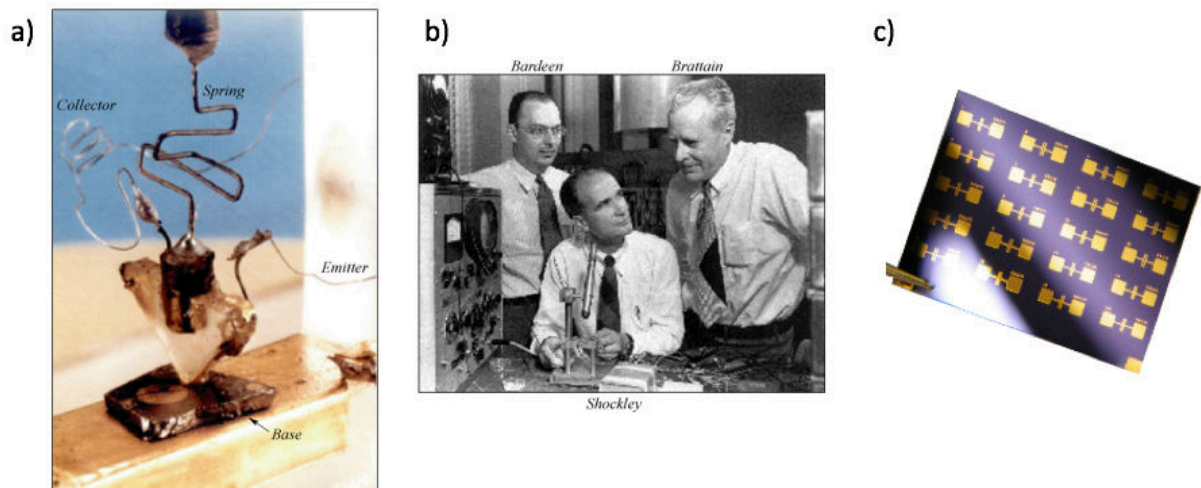 a)
b)
c)
Bardeen
Brattain
Spring
Collector
Emitter
Base
Shockley